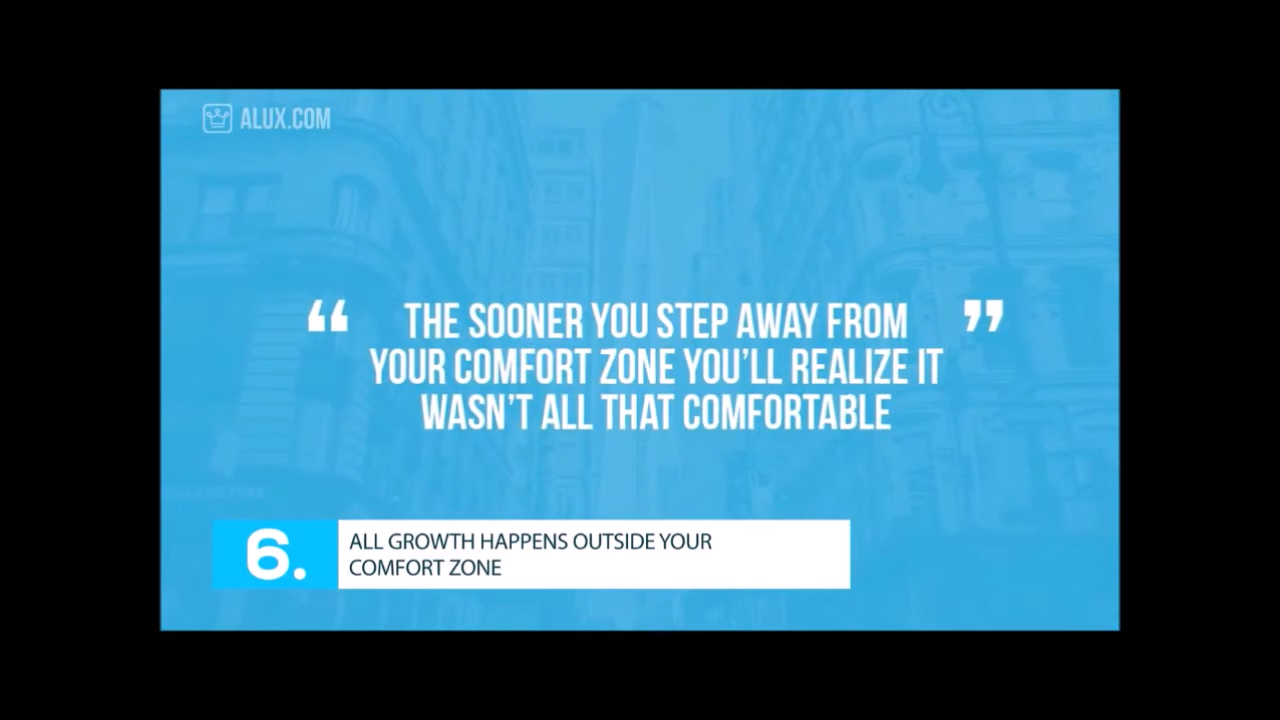 ALUX.COM
“ THE SOONER YOU STEP AWAY FROM ”
YOUR COMFORT ZONE YOU'LL REALIZE IT
WASN'T ALL THAT COMFORTABLE
6.
ALL GROWTH HAPPENS OUTSIDE YOUR
COMFORT ZONE